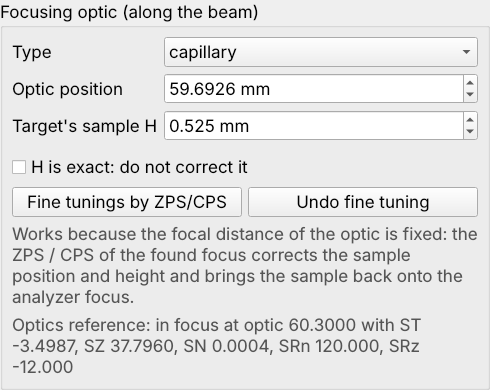 Focusing optic (along the beam)
Type capillary
Optic position 59.6926 mm
Target's sample H 0.525 mm
H is exact: do not correct it
Fine tunings by ZPS/CPS Undo fine tuning
Works because the focal distance of the optic is fixed: the
ZPS / CPS of the found focus corrects the sample
position and height and brings the sample back onto the
analyzer focus.
Optics reference: in focus at optic 60.3000 with ST
-3.4987, SZ 37.7960, SN 0.0004, SRn 120.000, SRz
-12.000